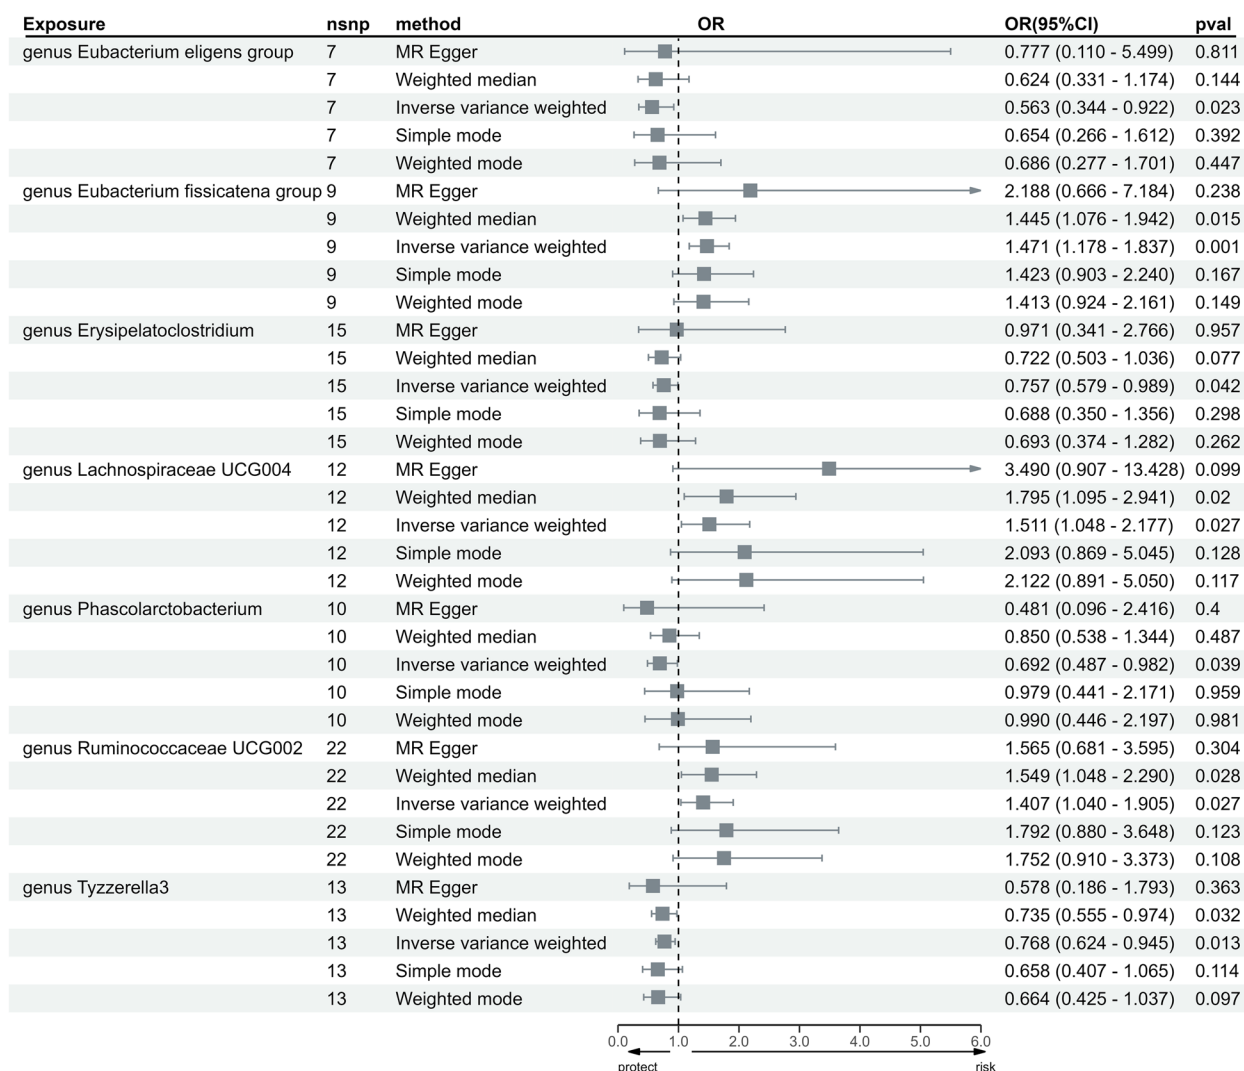 Exposure nsnp method OR OR(95%CI) pval
genus Eubacterium eligens group 7 MR Egger 0.777 (0.110 - 5.499) 0.811
7 Weighted median 0.624 (0.331 - 1.174) 0.144
7 Inverse variance weighted 0.563 (0.344 - 0.922) 0.023
7 Simple mode 0.654 (0.266 - 1.612) 0.392
7 Weighted mode 0.686 (0.277 - 1.701) 0.447
genus Eubacterium fissicatena group 9 MR Egger 2.188 (0.666 - 7.184) 0.238
9 Weighted median 1.445 (1.076 - 1.942) 0.015
9 Inverse variance weighted 1.471 (1.178 - 1.837) 0.001
9 Simple mode 1.423 (0.903 - 2.240) 0.167
9 Weighted mode 1.413 (0.924 - 2.161) 0.149
genus Erysipelatoclostridium 15 MR Egger 0.971 (0.341 - 2.766) 0.957
15 Weighted median 0.722 (0.503 - 1.036) 0.077
15 Inverse variance weighted 0.757 (0.579 - 0.989) 0.042
15 Simple mode 0.688 (0.350 - 1.356) 0.298
15 Weighted mode 0.693 (0.374 - 1.282) 0.262
genus Lachnospiraceae UCG004 12 MR Egger 3.490 (0.907 - 13.428) 0.099
12 Weighted median 1.795 (1.095 - 2.941) 0.02
12 Inverse variance weighted 1.511 (1.048 - 2.177) 0.027
12 Simple mode 2.093 (0.869 - 5.045) 0.128
12 Weighted mode 2.122 (0.891 - 5.050) 0.117
genus Phascolarctobacterium 10 MR Egger 0.481 (0.096 - 2.416) 0.4
10 Weighted median 0.850 (0.538 - 1.344) 0.487
10 Inverse variance weighted 0.692 (0.487 - 0.982) 0.039
10 Simple mode 0.979 (0.441 - 2.171) 0.959
10 Weighted mode 0.990 (0.446 - 2.197) 0.981
genus Ruminococcaceae UCG002 22 MR Egger 1.565 (0.681 - 3.595) 0.304
22 Weighted median 1.549 (1.048 - 2.290) 0.028
22 Inverse variance weighted 1.407 (1.040 - 1.905) 0.027
22 Simple mode 1.792 (0.880 - 3.648) 0.123
22 Weighted mode 1.752 (0.910 - 3.373) 0.108
genus Tyzzerella3 13 MR Egger 0.578 (0.186 - 1.793) 0.363
13 Weighted median 0.735 (0.555 - 0.974) 0.032
13 Inverse variance weighted 0.768 (0.624 - 0.945) 0.013
13 Simple mode 0.658 (0.407 - 1.065) 0.114
13 Weighted mode 0.664 (0.425 - 1.037) 0.097
0.0 1.0 2.0 3.0 4.0 5.0 6.0
protect risk